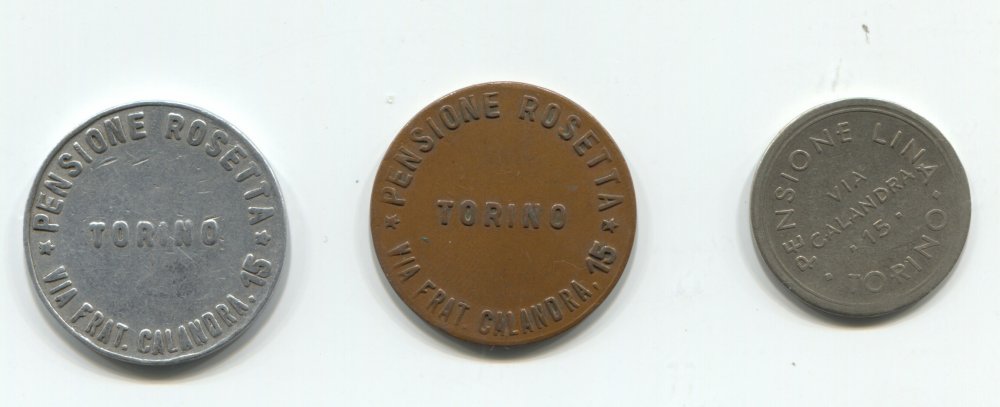 ★ PENSIONE ROSETTA ★
TORINO
VIA FRAT. CALANDRA, 15
★ PENSIONE ROSETTA ★
TORINO
VIA FRAT. CALANDRA, 15
PENSIONE LINA
VIA
CALANDRA
· 15 ·
· TORINO ·